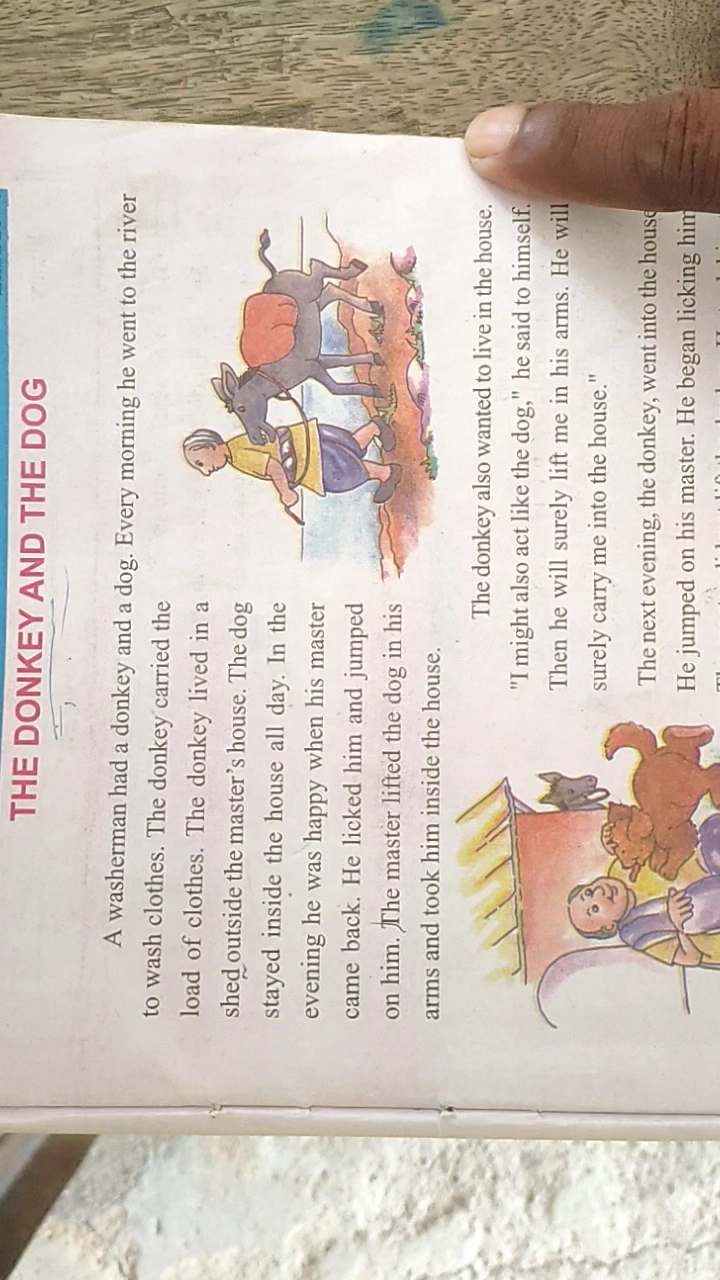 THE DONKEY AND THE DOG
A washerman had a donkey and a dog. Every morning he went to the river
to wash clothes. The donkey carried the
load of clothes. The donkey lived in a
shed outside the master's house. The dog
stayed inside the house all day. In the
evening he was happy when his master
came back. He licked him and jumped
on him. The master lifted the dog in his
arms and took him inside the house.
The donkey also wanted to live in the house.
"I might also act like the dog," he said to himself.
Then he will surely lift me in his arms. He will
surely carry me into the house."
The next evening, the donkey, went into the house
He jumped on his master. He began licking him